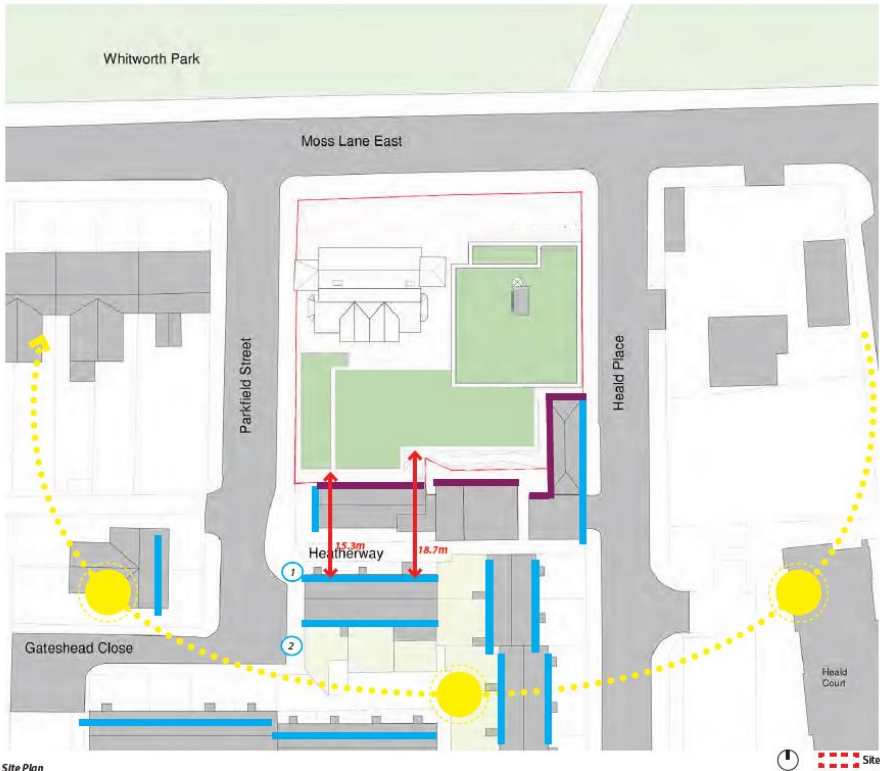 Whitworth Park
Moss Lane East
Parkfield Street
Heald Place
15.3m
18.7m
Heatherway
1
2
Gateshead Close
Heald
Court
Site Plan
Site